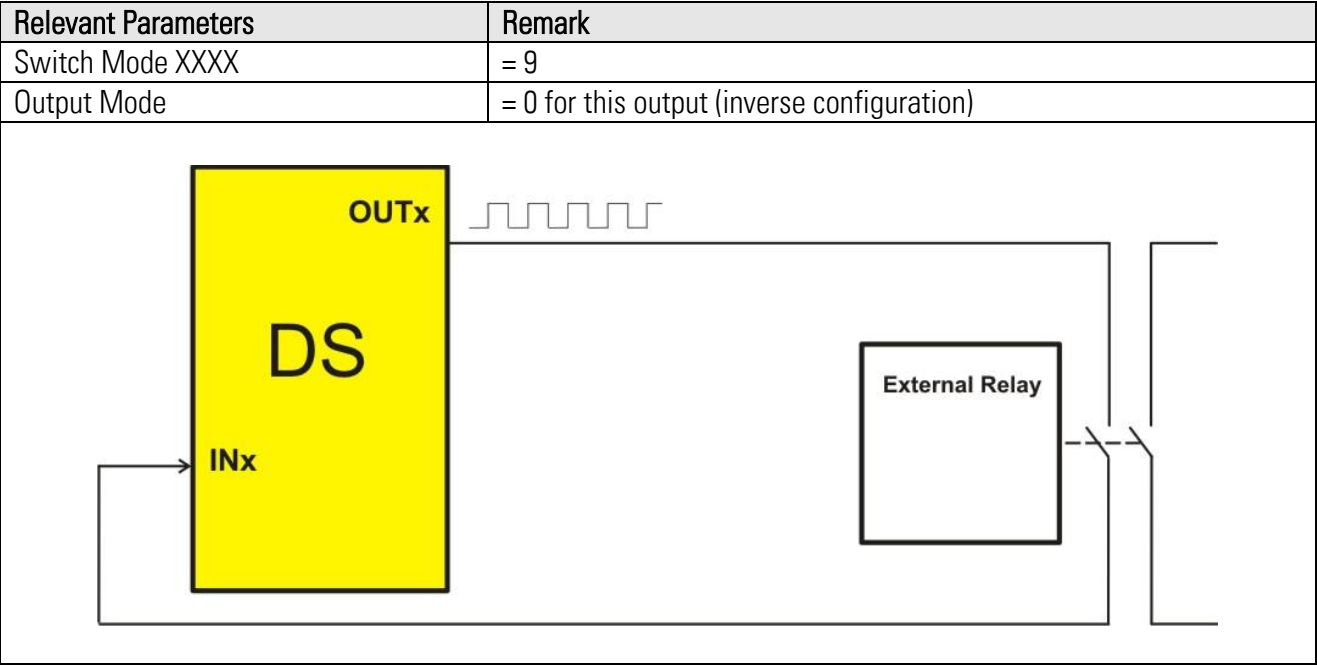 Relevant Parameters Remark
Switch Mode XXXX = 9
Output Mode = 0 for this output (inverse configuration)
OUTx
DS
External Relay
INx